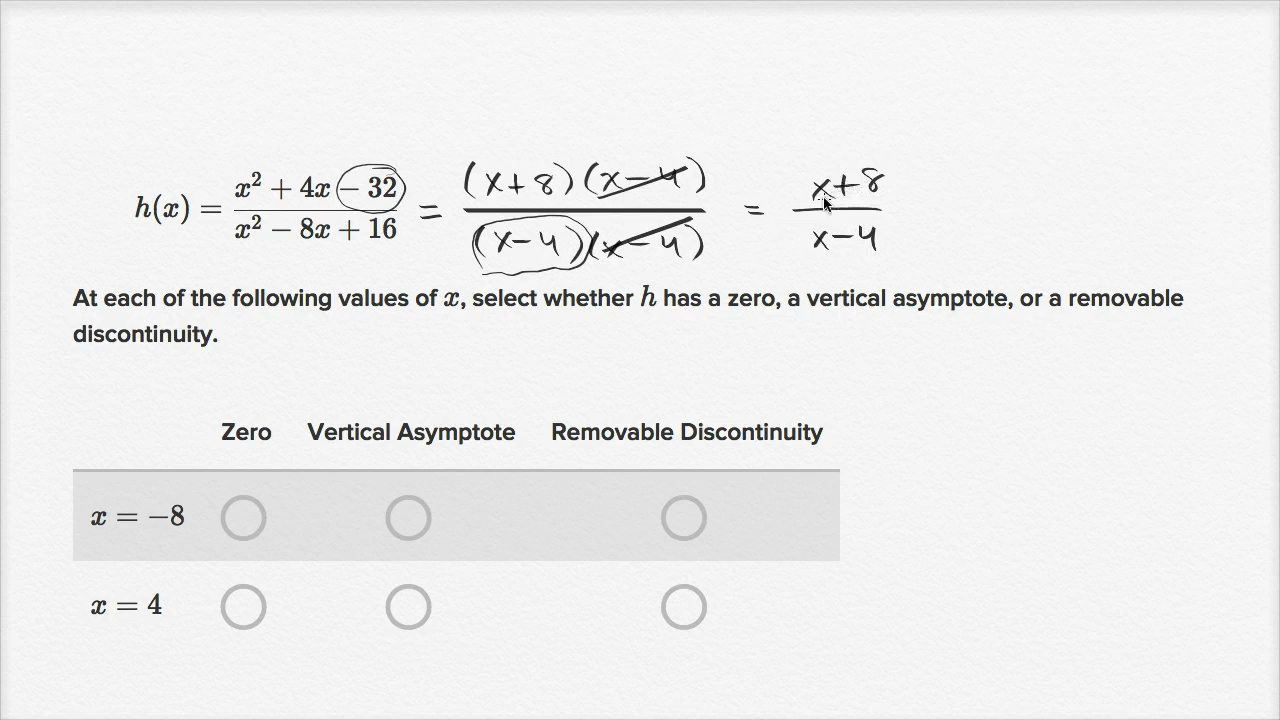 h(x) = (x² + 4x − 32)/(x² − 8x + 16) = ((x+8)(x−4))/((x−4)(x−4)) = (x+8)/(x−4)
At each of the following values of x, select whether h has a zero, a vertical asymptote, or a removable
discontinuity.
Zero Vertical Asymptote Removable Discontinuity
x = −8
x = 4